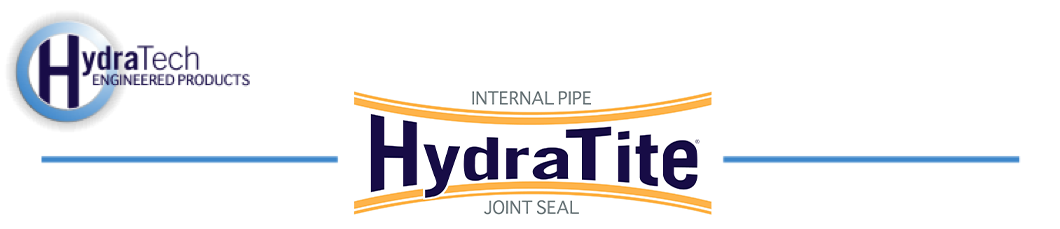 HydraTech
ENGINEERED PRODUCTS
INTERNAL PIPE
HydraTite®
JOINT SEAL